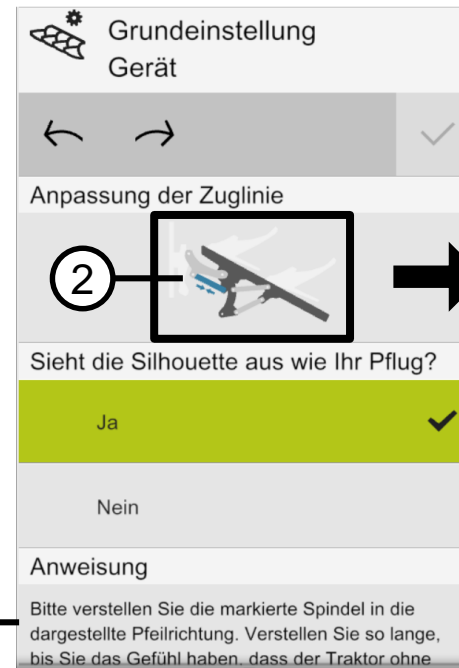 Grundeinstellung
Gerät
Anpassung der Zuglinie
2
Sieht die Silhouette aus wie Ihr Pflug?
Ja
Nein
Anweisung
Bitte verstellen Sie die markierte Spindel in die
dargestellte Pfeilrichtung. Verstellen Sie so lange,
bis Sie das Gefühl haben, dass der Traktor ohne